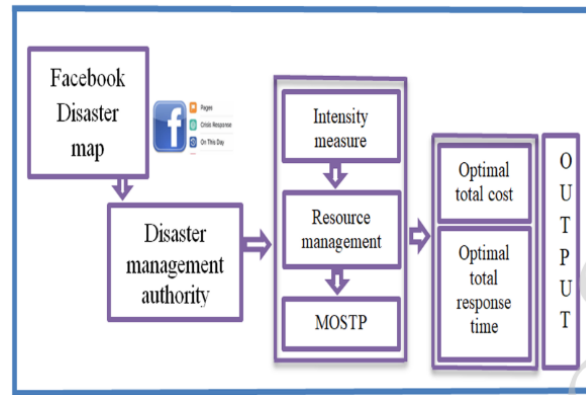 Facebook
Disaster
map
f
Pages
Crisis Response
On This Day
Disaster
management
authority
Intensity
measure
Resource
management
MOSTP
Optimal
total cost
Optimal
total
response
time
O
U
T
P
U
T